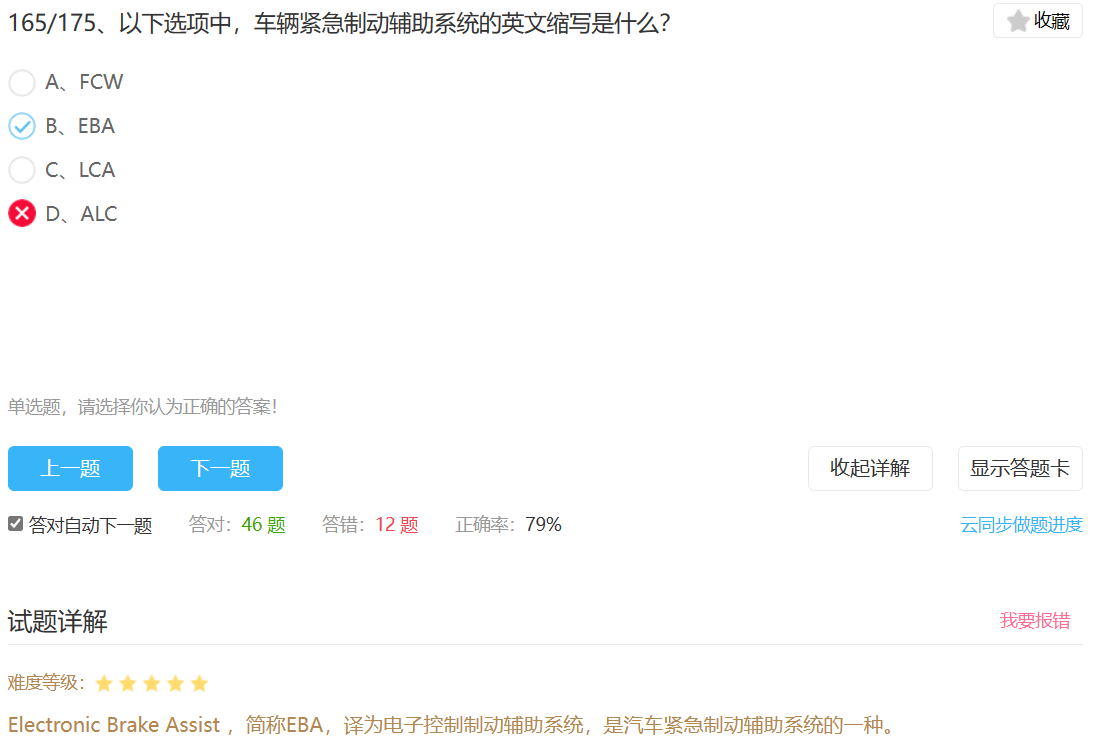 165/175、以下选项中，车辆紧急制动辅助系统的英文缩写是什么？
收藏
A、FCW
B、EBA
C、LCA
D、ALC
单选题，请选择你认为正确的答案！
上一题 下一题 收起详解 显示答题卡
答对自动下一题 答对：46 题 答错：12 题 正确率：79% 云同步做题进度
试题详解 我要报错
难度等级：
Electronic Brake Assist ，简称EBA，译为电子控制制动辅助系统，是汽车紧急制动辅助系统的一种。